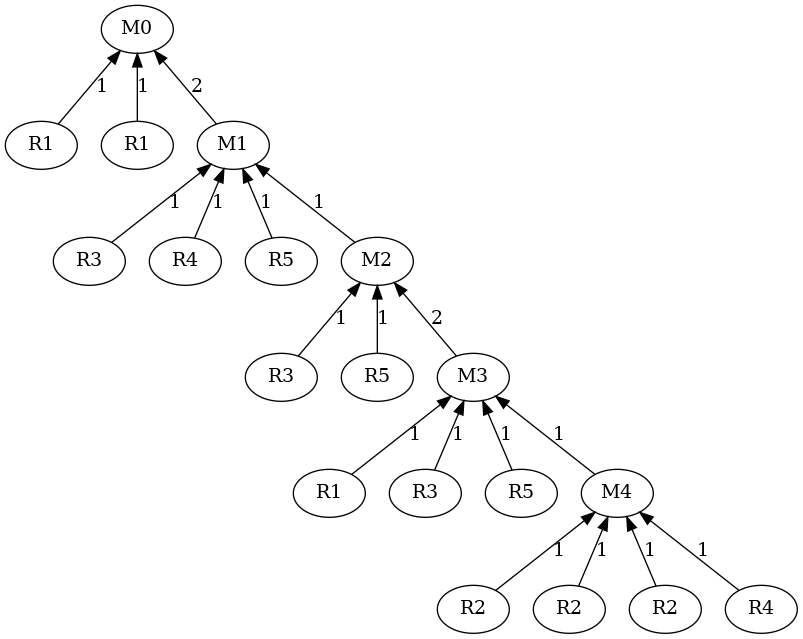 M0
1 1 2
R1 R1 M1
1 1 1 1
R3 R4 R5 M2
1 1 2
R3 R5 M3
1 1 1 1
R1 R3 R5 M4
1 1 1 1
R2 R2 R2 R4